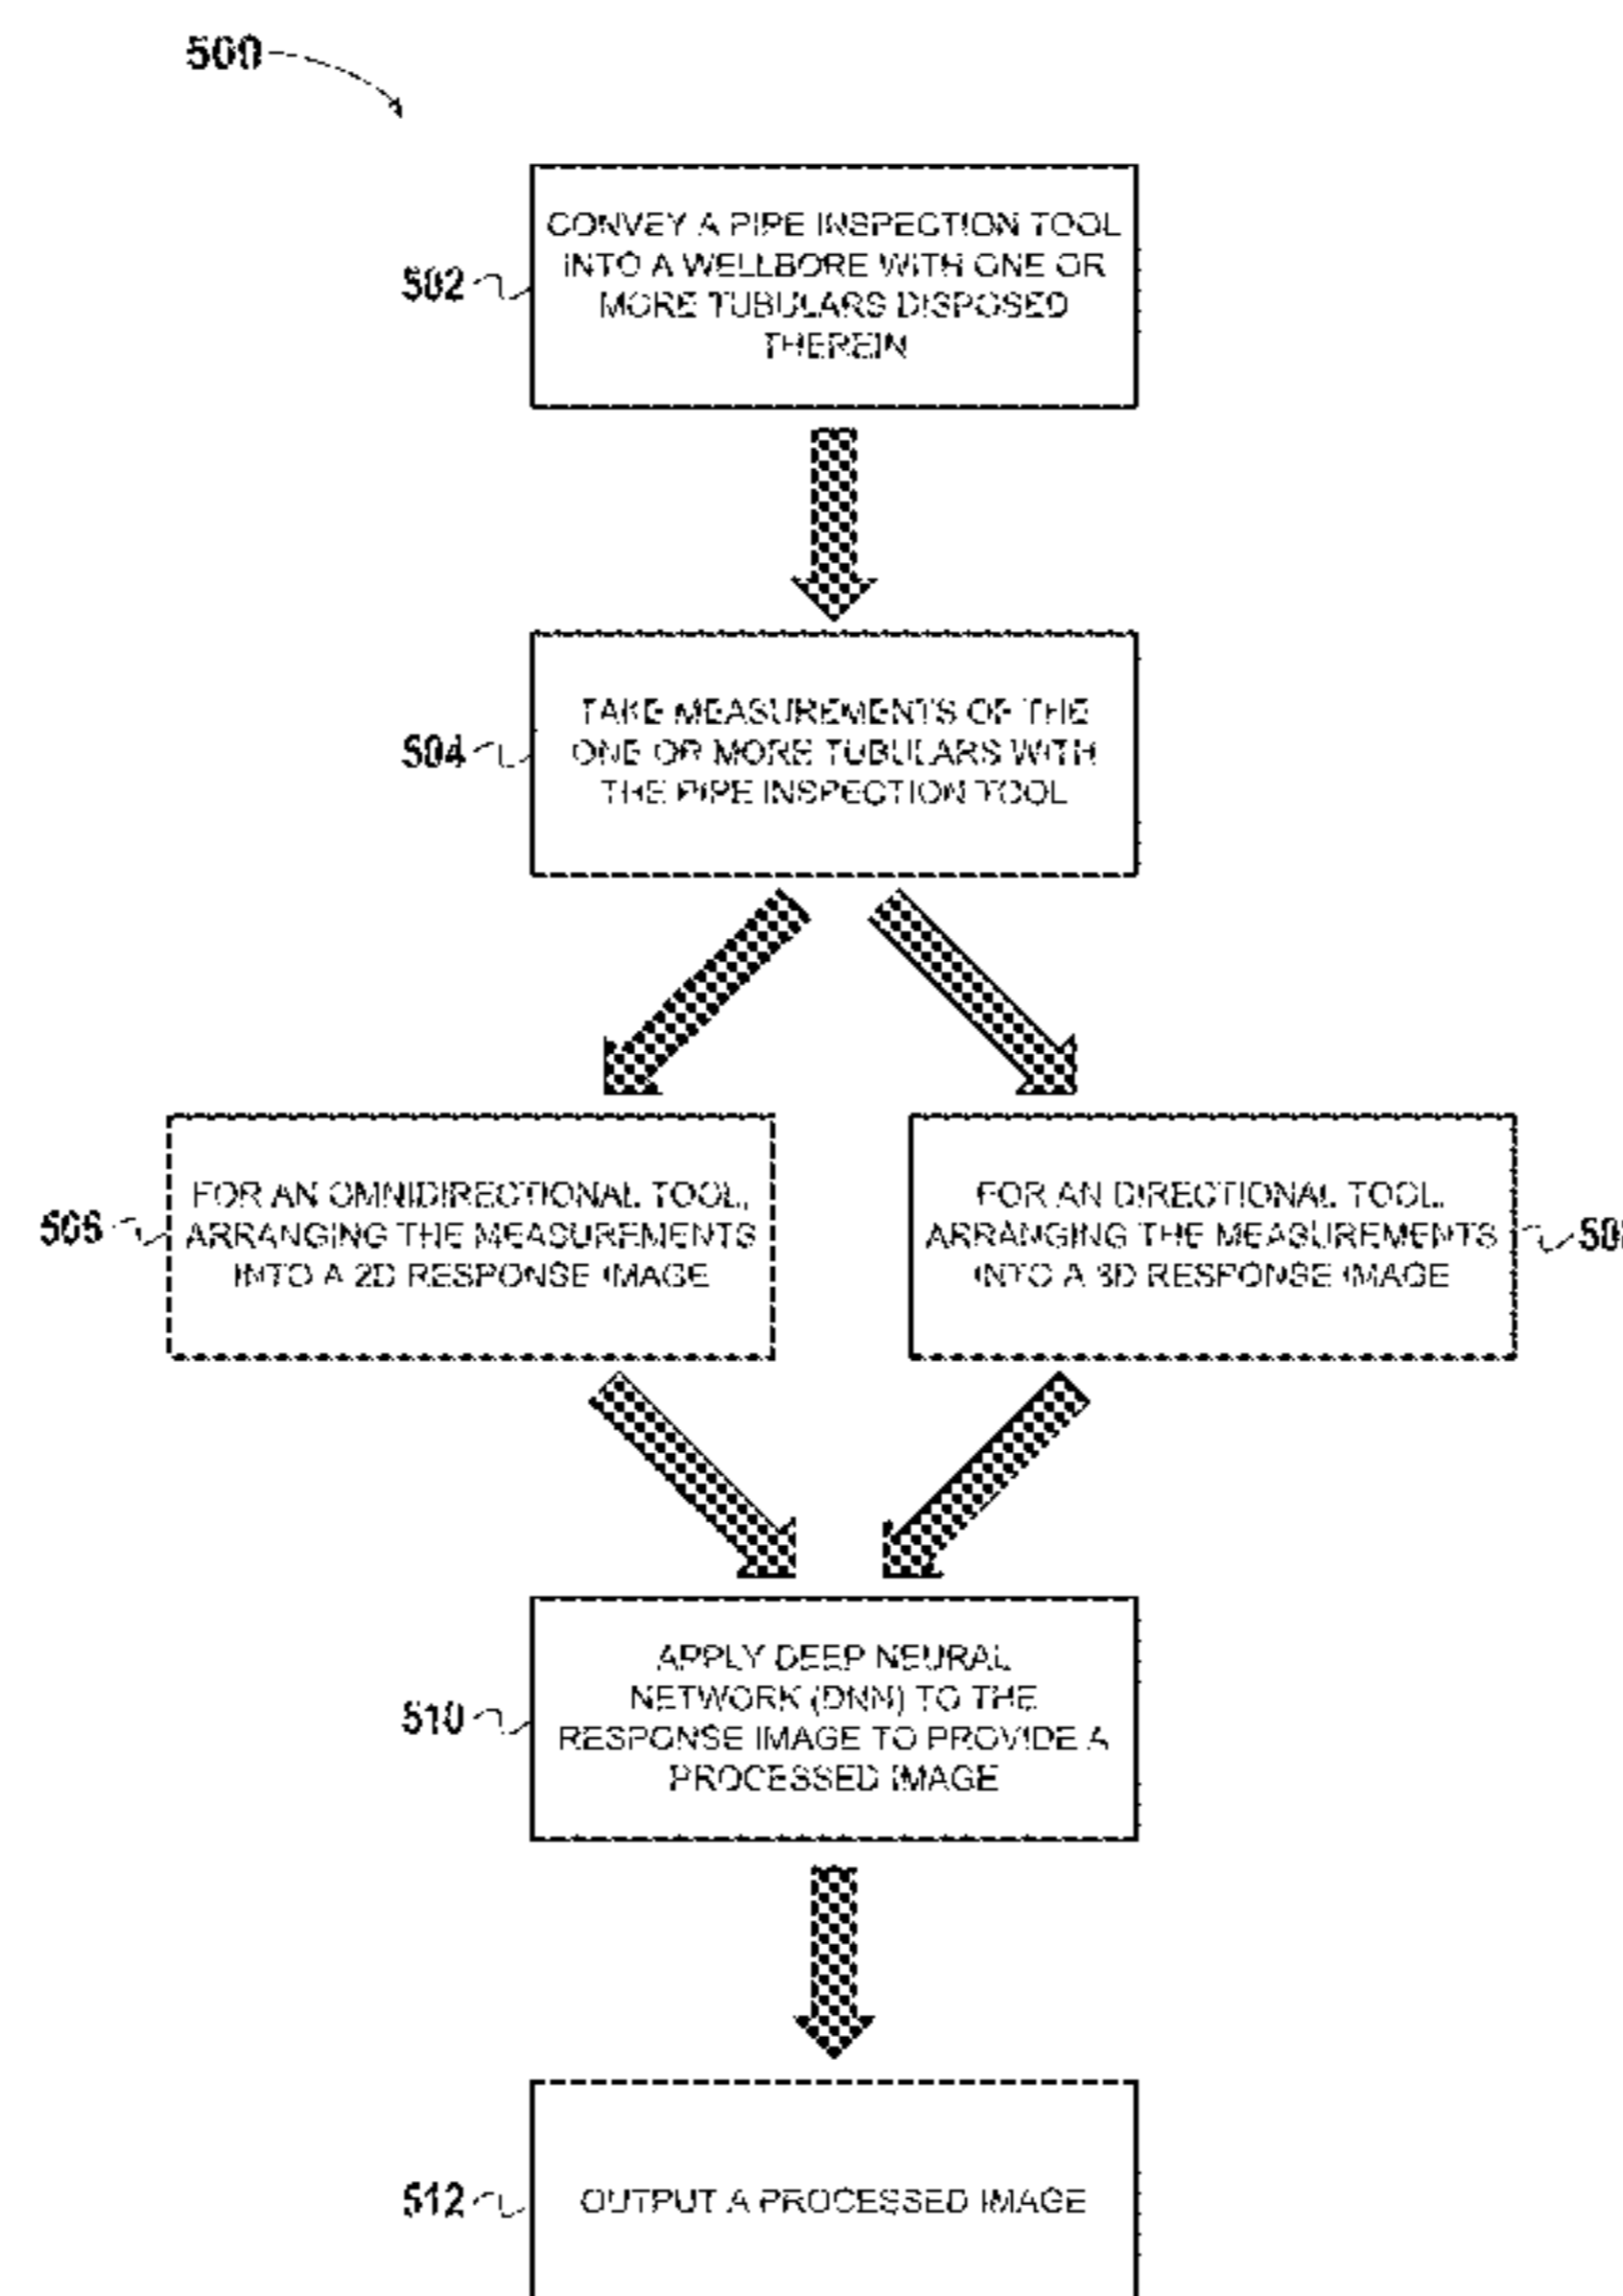 500
CONVEY A PIPE INSPECTION TOOL
INTO A WELLBORE WITH ONE OR
MORE TUBULARS DISPOSED
THEREIN
502
TAKE MEASUREMENTS OF THE
ONE OR MORE TUBULARS WITH
THE PIPE INSPECTION TOOL
504
FOR AN OMNIDIRECTIONAL TOOL,
ARRANGING THE MEASUREMENTS
INTO A 2D RESPONSE IMAGE
506
FOR AN DIRECTIONAL TOOL,
ARRANGING THE MEASUREMENTS
INTO A 3D RESPONSE IMAGE
APPLY DEEP NEURAL
NETWORK (DNN) TO THE
RESPONSE IMAGE TO PROVIDE A
PROCESSED IMAGE
510
OUTPUT A PROCESSED IMAGE
512